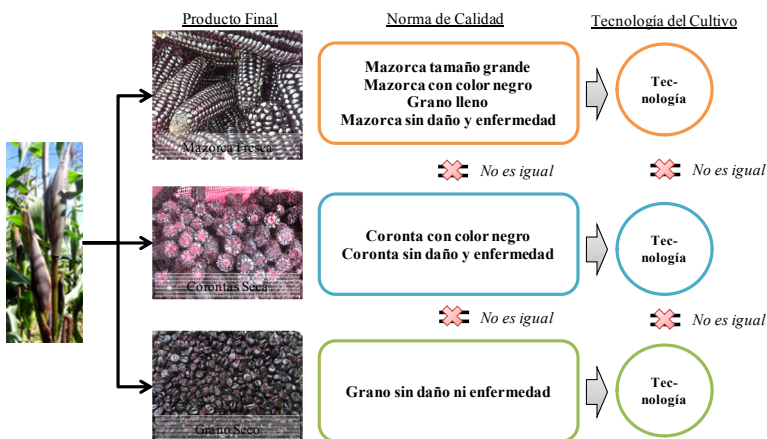 Producto Final
Norma de Calidad
Tecnología del Cultivo
Mazorca Fresca
Mazorca tamaño grande
Mazorca con color negro
Grano lleno
Mazorca sin daño y enfermedad
Tec-
nología
No es igual
No es igual
Corontas Seca
Coronta con color negro
Coronta sin daño y enfermedad
Tec-
nología
No es igual
No es igual
Grano Seco
Grano sin daño ni enfermedad
Tec-
nología